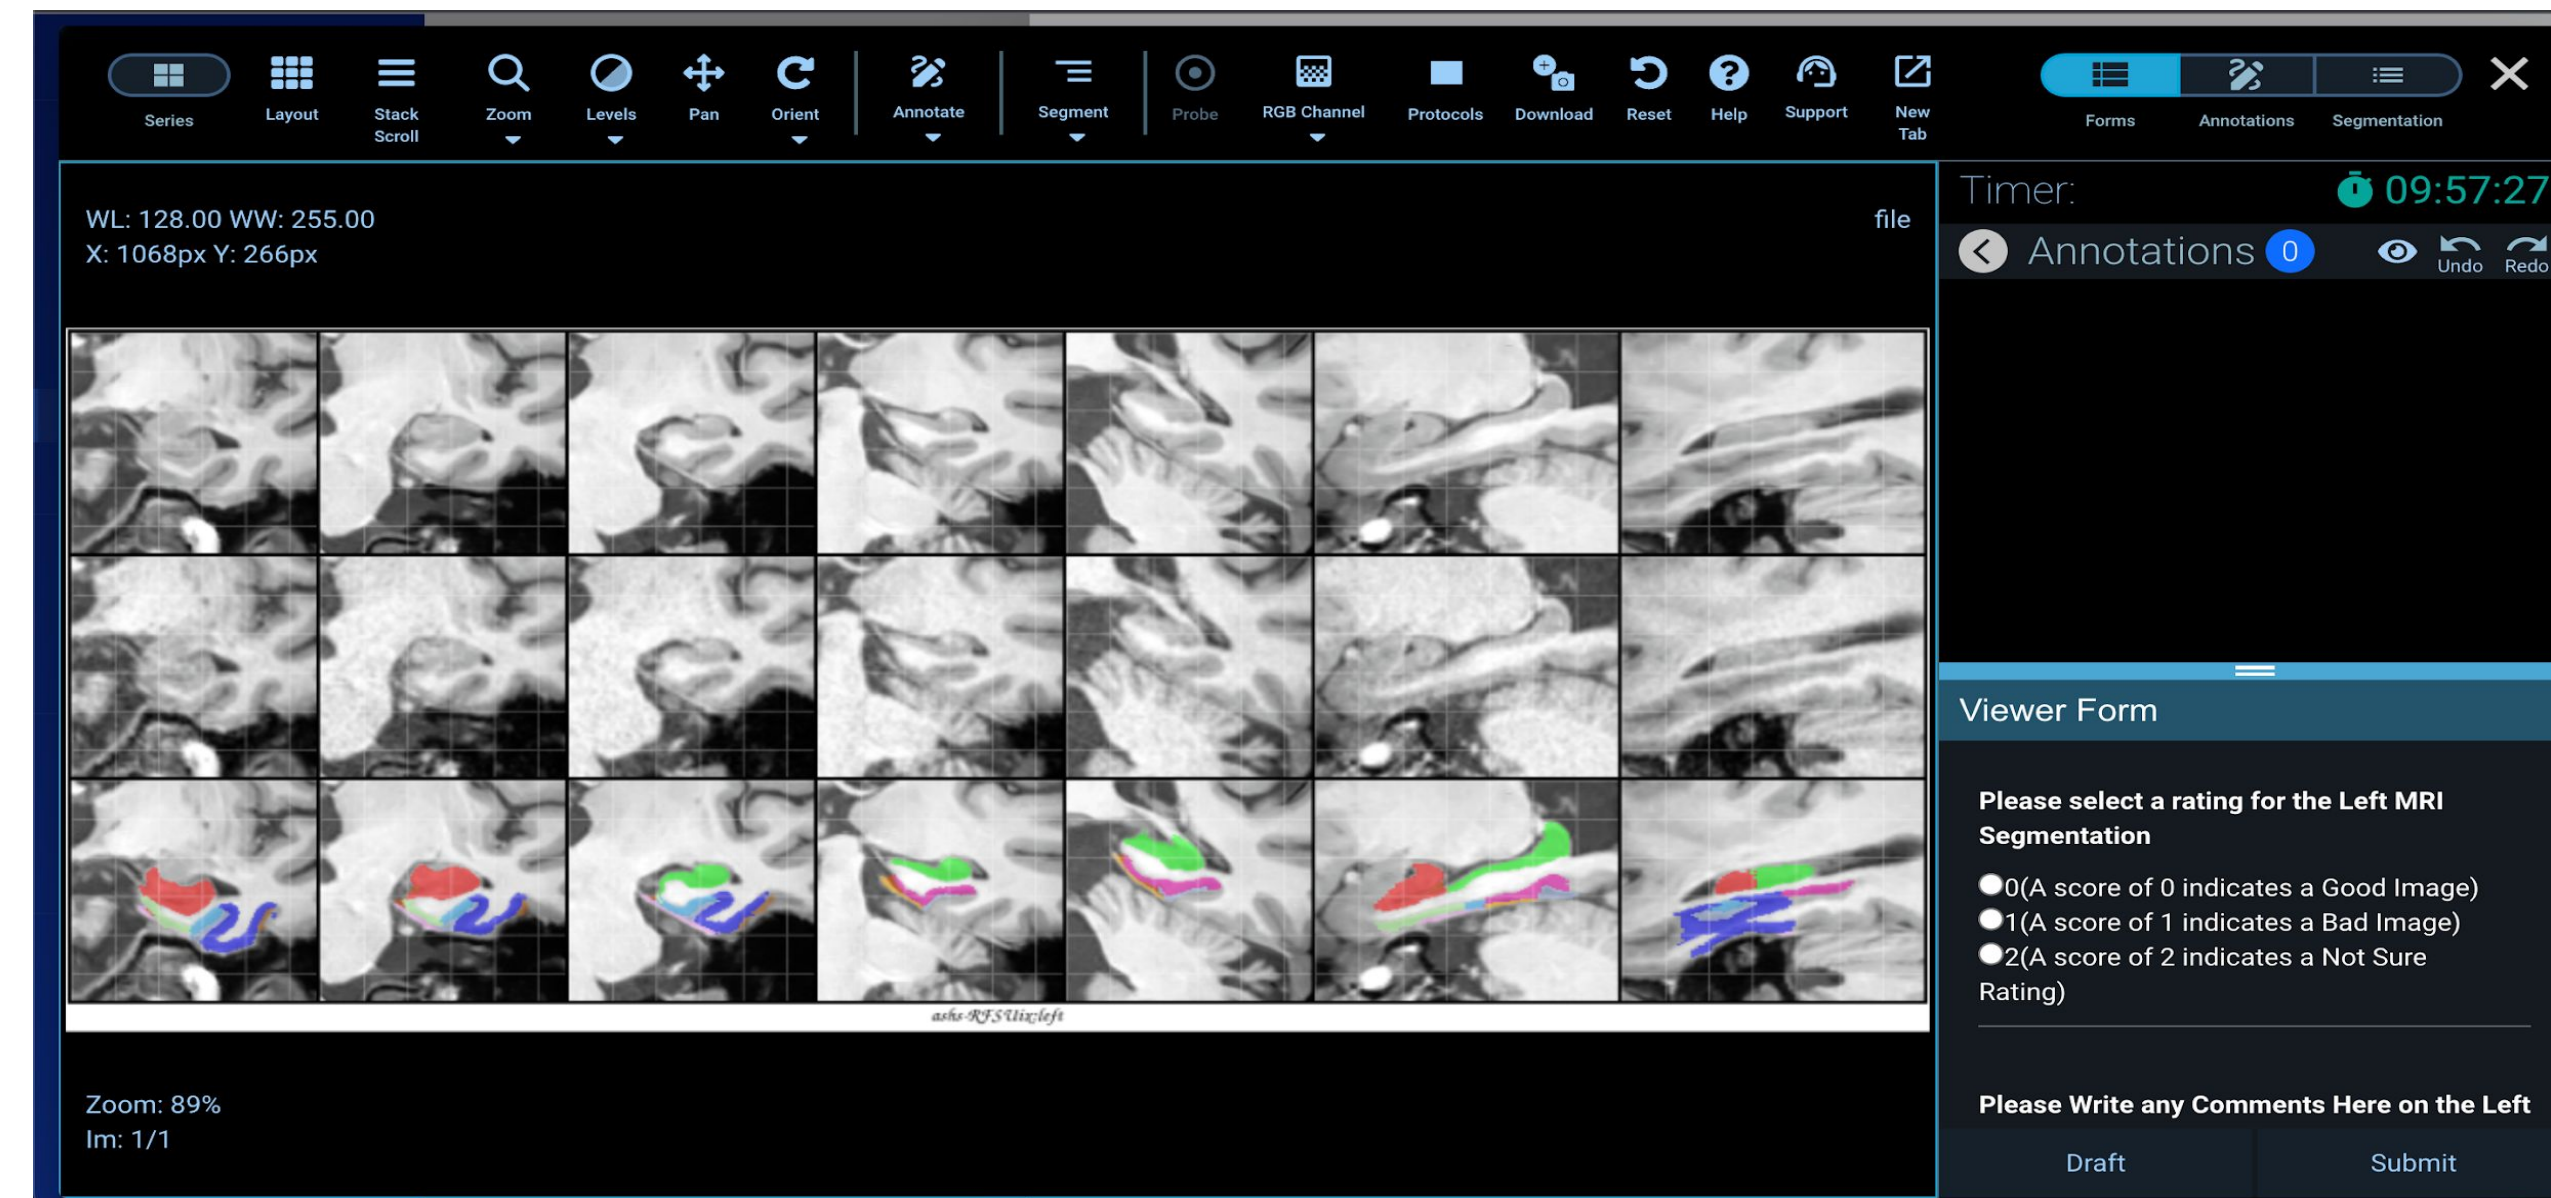 Series
Layout
Stack
Scroll
Zoom
Levels
Pan
Orient
Annotate
Segment
Probe
RGB Channel
Protocols
Download
Reset
Help
Support
New
Tab
Forms
Annotations
Segmentation
WL: 128.00 WW: 255.00
X: 1068px Y: 266px
file
Zoom: 89%
Im: 1/1
Timer:
09:57:27
Annotations 0
Undo
Redo
Viewer Form
Please select a rating for the Left MRI
Segmentation
0(A score of 0 indicates a Good Image)
1(A score of 1 indicates a Bad Image)
2(A score of 2 indicates a Not Sure
Rating)
Please Write any Comments Here on the Left
Draft
Submit